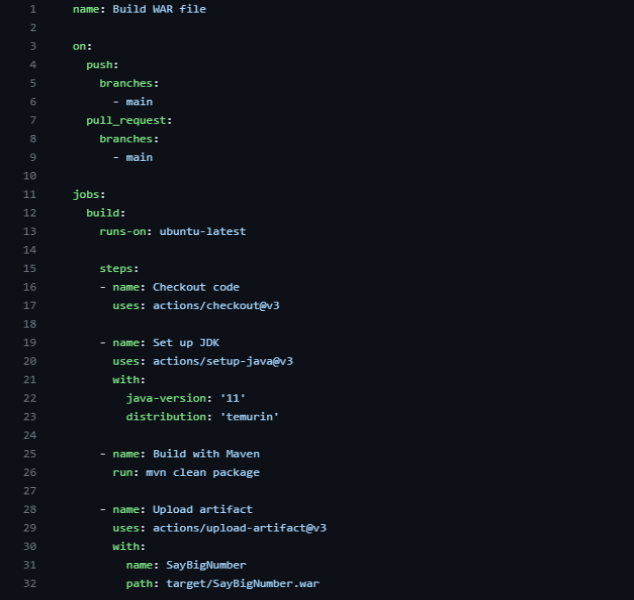 1 name: Build WAR file
2
3 on:
4   push:
5     branches:
6       - main
7   pull_request:
8     branches:
9       - main
10
11 jobs:
12   build:
13     runs-on: ubuntu-latest
14
15     steps:
16     - name: Checkout code
17       uses: actions/checkout@v3
18
19     - name: Set up JDK
20       uses: actions/setup-java@v3
21       with:
22         java-version: '11'
23         distribution: 'temurin'
24
25     - name: Build with Maven
26       run: mvn clean package
27
28     - name: Upload artifact
29       uses: actions/upload-artifact@v3
30       with:
31         name: SayBigNumber
32         path: target/SayBigNumber.war